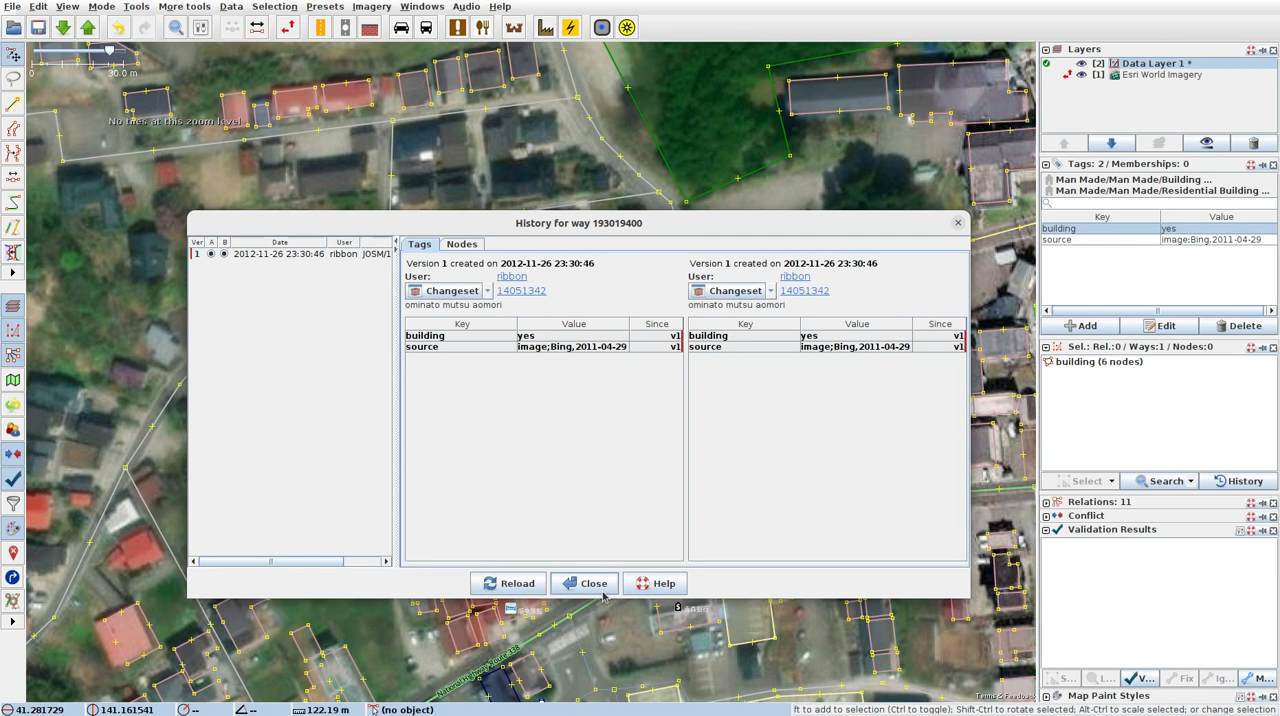 File Edit View Mode Tools More tools Data Selection Presets Imagery Windows Audio Help
0 30.0 m
No tiles at this zoom level
Layers
[2] Data Layer 1 *
[1] Esri World Imagery
Tags: 2 / Memberships: 0
Man Made/Man Made/Building ...
Man Made/Man Made/Residential Building ...
Key Value
building yes
source image;Bing,2011-04-29
Add Edit Delete
Sel.: Rel.:0 / Ways:1 / Nodes:0
building (6 nodes)
Select Search History
Relations: 11
Conflict
Validation Results
S... L... V... Fix Ig... M...
Map Paint Styles
History for way 193019400
Ver A B Date User
1 2012-11-26 23:30:46 ribbon JOSM/1
Tags Nodes
Version 1 created on 2012-11-26 23:30:46
User: ribbon
Changeset 14051342
ominato mutsu aomori
Key Value Since
building yes v1
source image;Bing,2011-04-29 v1
Version 1 created on 2012-11-26 23:30:46
User: ribbon
Changeset 14051342
ominato mutsu aomori
Key Value Since
building yes v1
source image;Bing,2011-04-29 v1
Reload Close Help
National Highway Route 338
Terms & Feedback
41.281729 141.161541 -- -- 122.19 m (no object) ft to add to selection (Ctrl to toggle); Shift-Ctrl to rotate selected; Alt-Ctrl to scale selected; or change selection